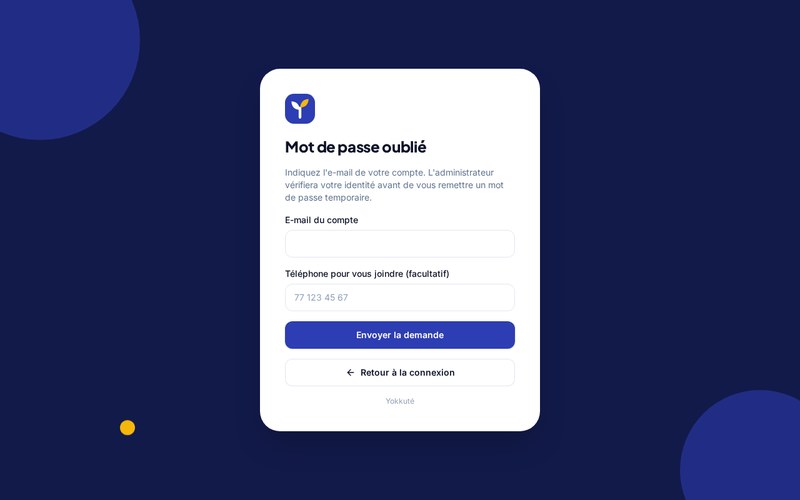 Mot de passe oublié
Indiquez l'e-mail de votre compte. L'administrateur
vérifiera votre identité avant de vous remettre un mot
de passe temporaire.
E-mail du compte
Téléphone pour vous joindre (facultatif)
77 123 45 67
Envoyer la demande
← Retour à la connexion
Yokkuté